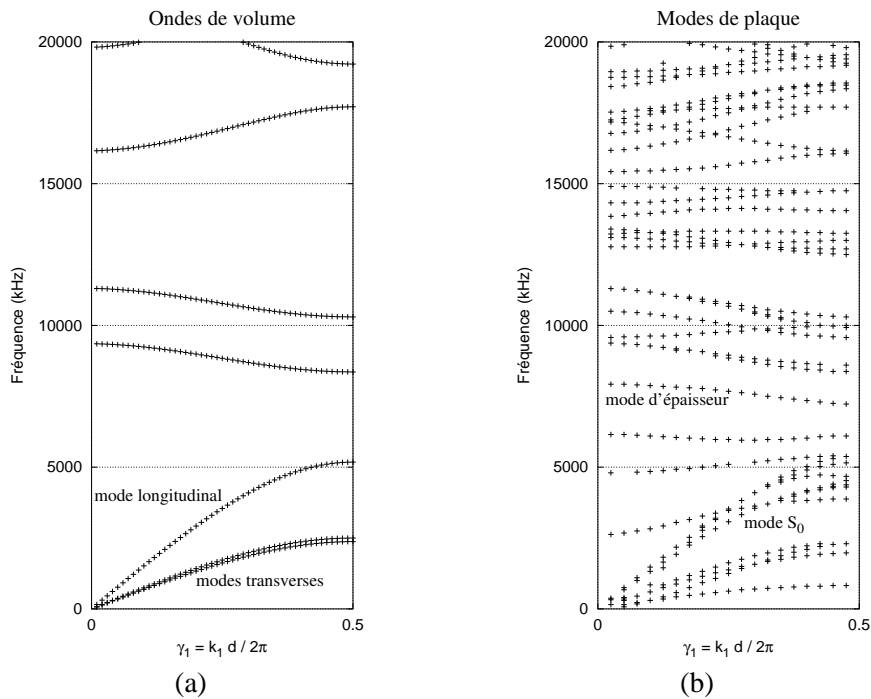 Ondes de volume
20000
15000
10000
5000
0
Fréquence (kHz)
mode longitudinal
modes transverses
0
0.5
γ₁ = k₁ d / 2π
(a)
Modes de plaque
20000
15000
10000
5000
0
Fréquence (kHz)
mode d'épaisseur
mode S₀
0
0.5
γ₁ = k₁ d / 2π
(b)